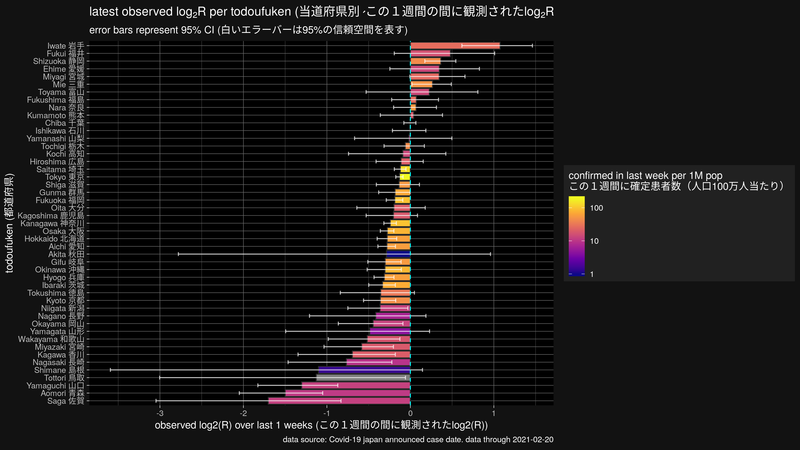 latest observed log₂R per todoufuken (当道府県別･この１週間の間に観測されたlog₂R
error bars represent 95% CI (白いエラーバーは95%の信頼空間を表す)
todoufuken (都道府県)
Iwate 岩手
Fukui 福井
Shizuoka 静岡
Ehime 愛媛
Miyagi 宮城
Mie 三重
Toyama 富山
Fukushima 福島
Nara 奈良
Kumamoto 熊本
Chiba 千葉
Ishikawa 石川
Yamanashi 山梨
Tochigi 栃木
Kochi 高知
Hiroshima 広島
Saitama 埼玉
Tokyo 東京
Shiga 滋賀
Gunma 群馬
Fukuoka 福岡
Oita 大分
Kagoshima 鹿児島
Kanagawa 神奈川
Osaka 大阪
Hokkaido 北海道
Aichi 愛知
Akita 秋田
Gifu 岐阜
Okinawa 沖縄
Hyogo 兵庫
Ibaraki 茨城
Tokushima 徳島
Kyoto 京都
Niigata 新潟
Nagano 長野
Okayama 岡山
Yamagata 山形
Wakayama 和歌山
Miyazaki 宮崎
Kagawa 香川
Nagasaki 長崎
Shimane 島根
Tottori 鳥取
Yamaguchi 山口
Aomori 青森
Saga 佐賀
-3 -2 -1 0 1
observed log2(R) over last 1 weeks (この１週間の間に観測されたlog2(R))
data source: Covid-19 japan announced case date. data through 2021-02-20
confirmed in last week per 1M pop
この１週間に確定患者数（人口100万人当たり）
100
10
1